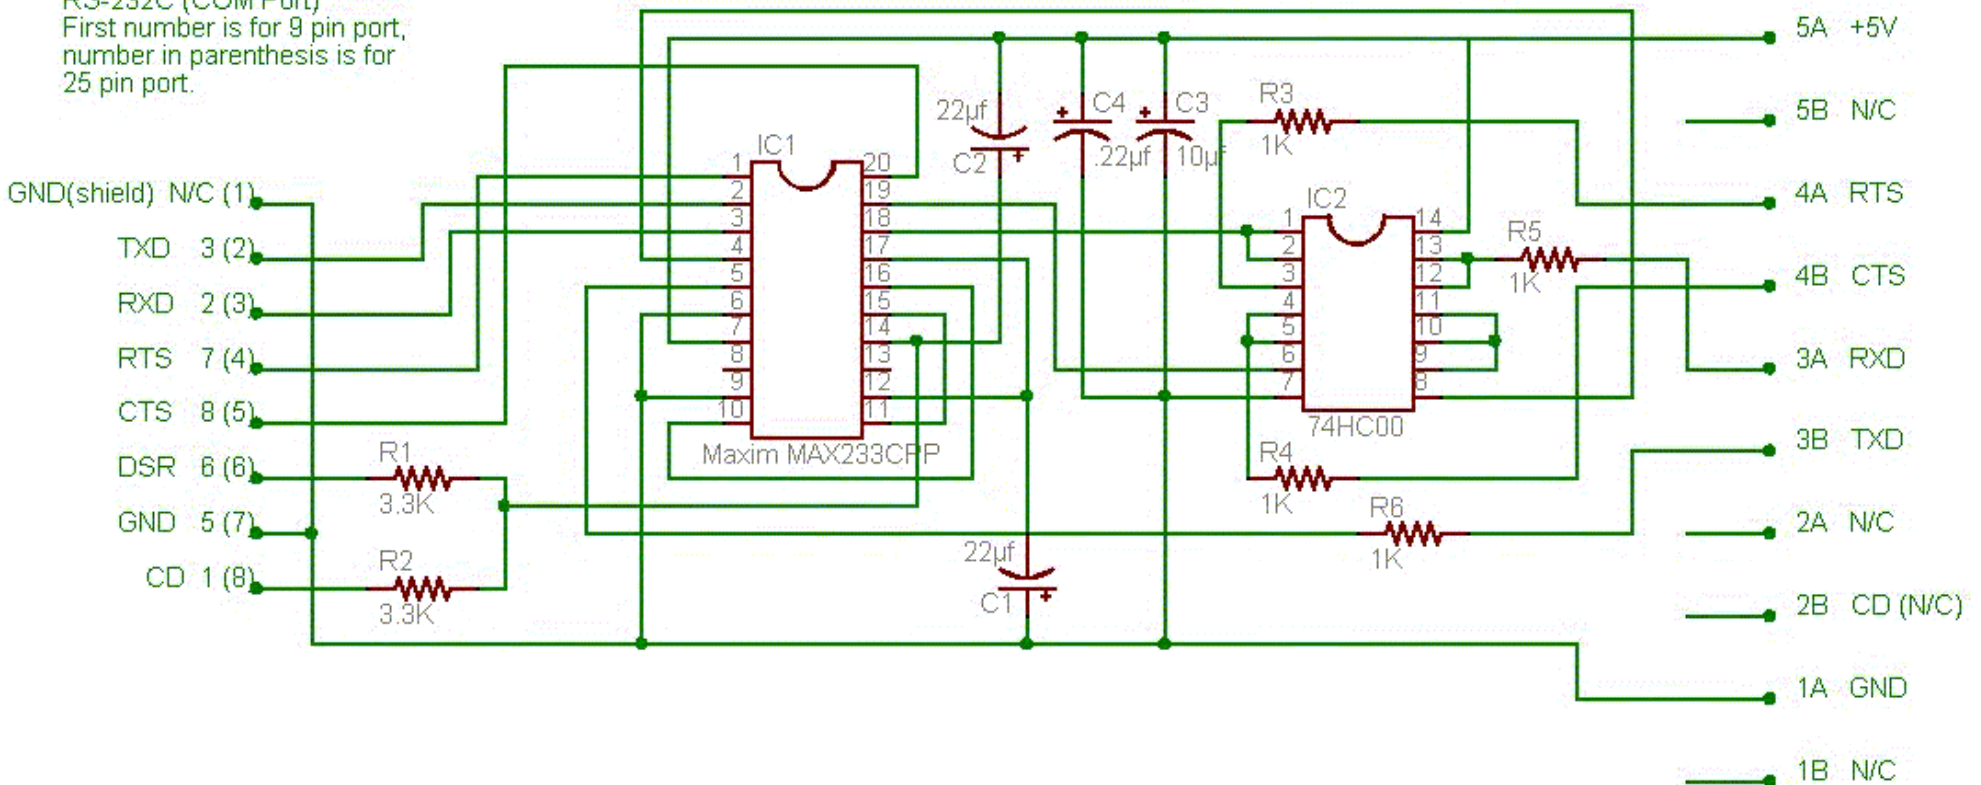 RS-232C (COM Port)
First number is for 9 pin port,
number in parenthesis is for
25 pin port.
GND(shield) N/C (1)
TXD 3 (2)
RXD 2 (3)
RTS 7 (4)
CTS 8 (5)
DSR 6 (6)
GND 5 (7)
CD 1 (8)
R1
3.3K
R2
3.3K
IC1
1
2
3
4
5
6
7
8
9
10
20
19
18
17
16
15
14
13
12
11
Maxim MAX233CPP
22µf
C2
+
+
C4
.22µf
+
C3
10µf
22µf
C1
+
R3
1K
IC2
1
2
3
4
5
6
7
14
13
12
11
10
9
8
74HC00
R5
1K
R4
1K
R6
1K
5A +5V
5B N/C
4A RTS
4B CTS
3A RXD
3B TXD
2A N/C
2B CD (N/C)
1A GND
1B N/C